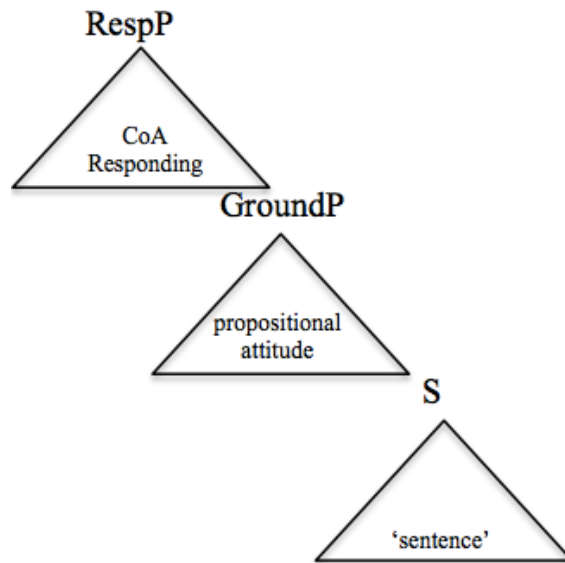 RespP
CoA
Responding
GroundP
propositional
attitude
S
‘sentence’